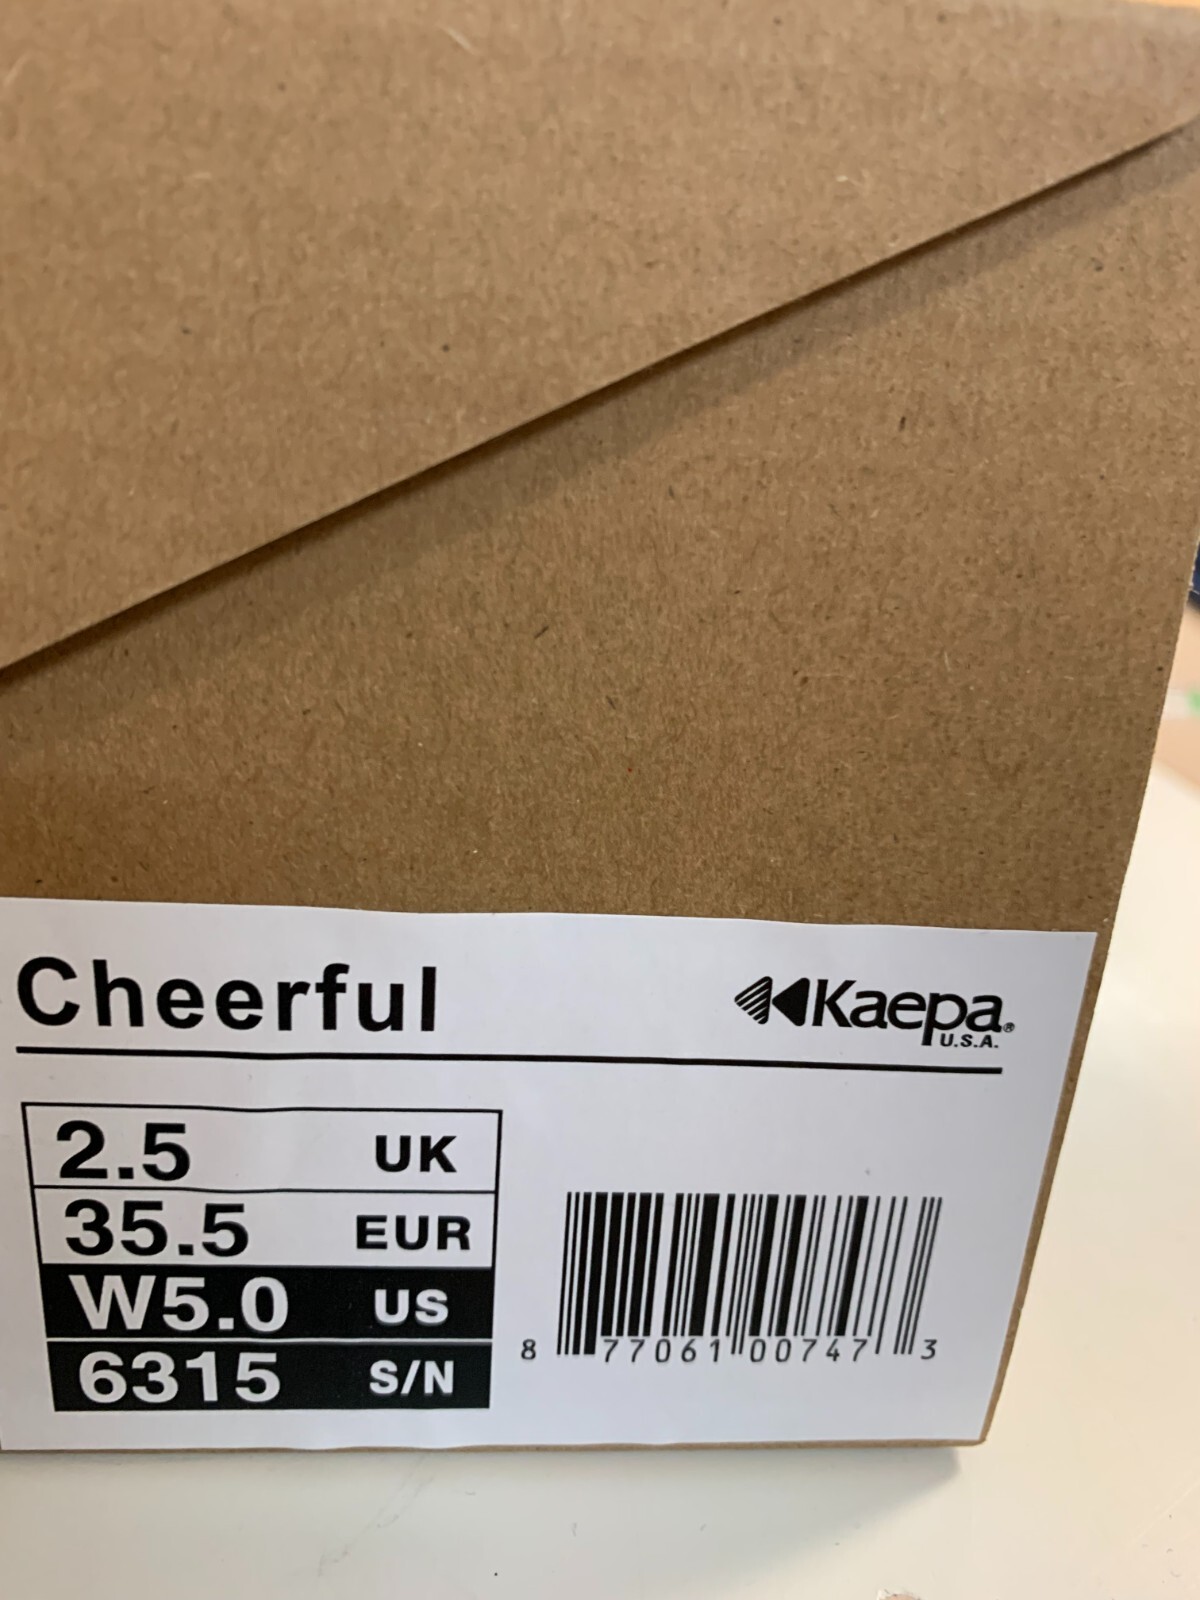 Cheerful
Kaepa®
U.S.A.
2.5 UK
35.5 EUR
W5.0 US
6315 S/N
8 77061 00747 3